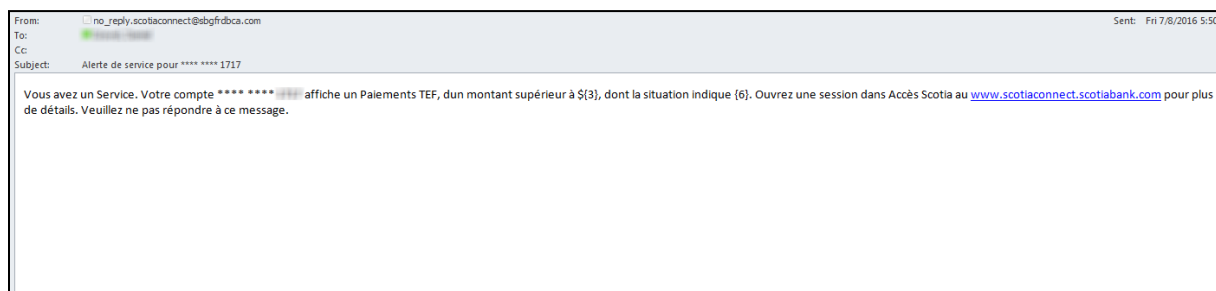 From: no_reply.scotiaconnect@sbgfrdbca.com Sent: Fri 7/8/2016 5:50
To:
Cc:
Subject: Alerte de service pour **** **** 1717
Vous avez un Service. Votre compte **** **** affiche un Paiements TEF, dun montant supérieur à ${3}, dont la situation indique {6}. Ouvrez une session dans Accès Scotia au www.scotiaconnect.scotiabank.com pour plus
de détails. Veuillez ne pas répondre à ce message.